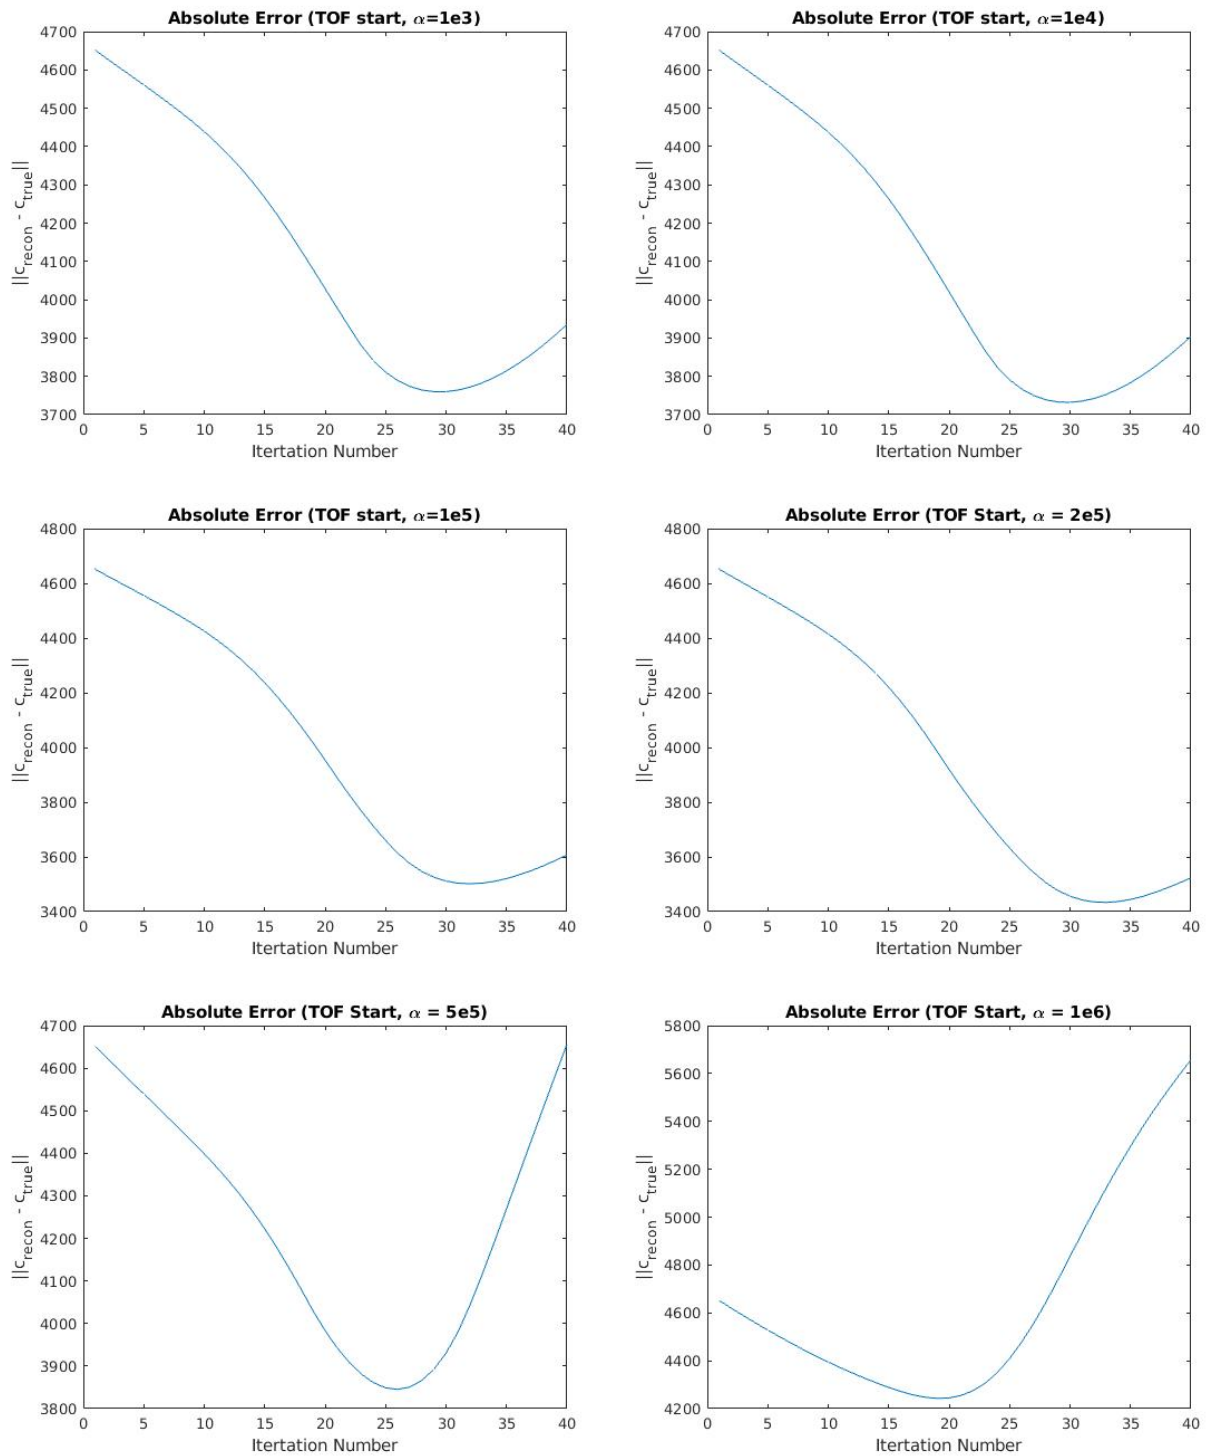 Absolute Error (TOF start, α=1e3)
4700
4600
4500
4400
4300
4200
4100
4000
3900
3800
3700
||c_recon - c_true||
0 5 10 15 20 25 30 35 40
Itertation Number
Absolute Error (TOF start, α=1e4)
4700
4600
4500
4400
4300
4200
4100
4000
3900
3800
3700
||c_recon - c_true||
0 5 10 15 20 25 30 35 40
Itertation Number
Absolute Error (TOF start, α=1e5)
4800
4600
4400
4200
4000
3800
3600
3400
||c_recon - c_true||
0 5 10 15 20 25 30 35 40
Itertation Number
Absolute Error (TOF Start, α = 2e5)
4800
4600
4400
4200
4000
3800
3600
3400
||c_recon - c_true||
0 5 10 15 20 25 30 35 40
Itertation Number
Absolute Error (TOF Start, α = 5e5)
4700
4600
4500
4400
4300
4200
4100
4000
3900
3800
||c_recon - c_true||
0 5 10 15 20 25 30 35 40
Itertation Number
Absolute Error (TOF Start, α = 1e6)
5800
5600
5400
5200
5000
4800
4600
4400
4200
||c_recon - c_true||
0 5 10 15 20 25 30 35 40
Itertation Number